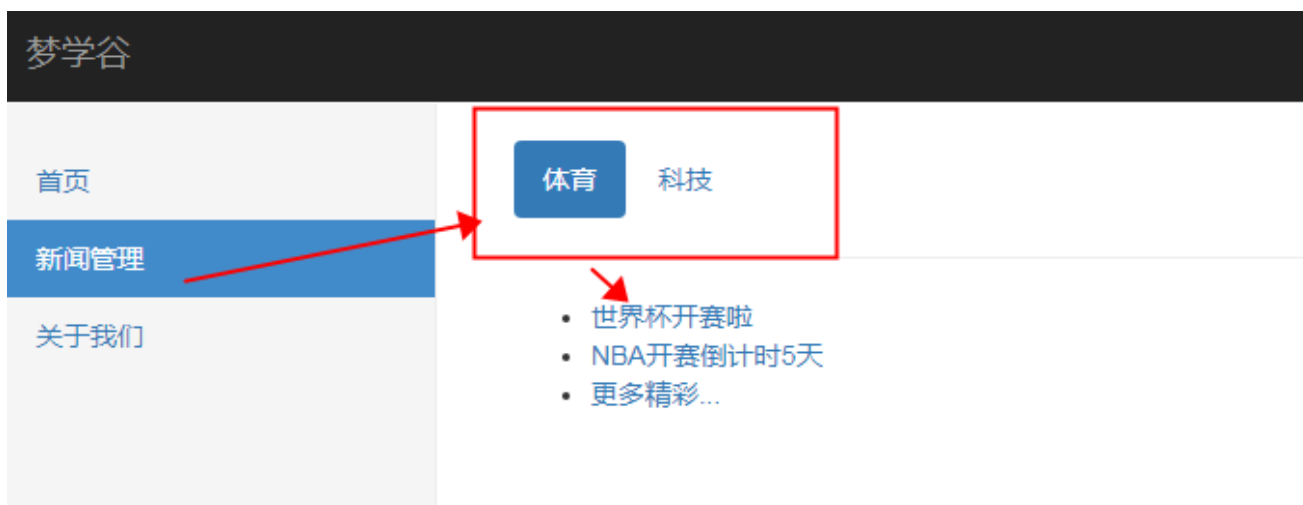 梦学谷
首页
新闻管理
关于我们
体育 科技
世界杯开赛啦
NBA开赛倒计时5天
更多精彩...